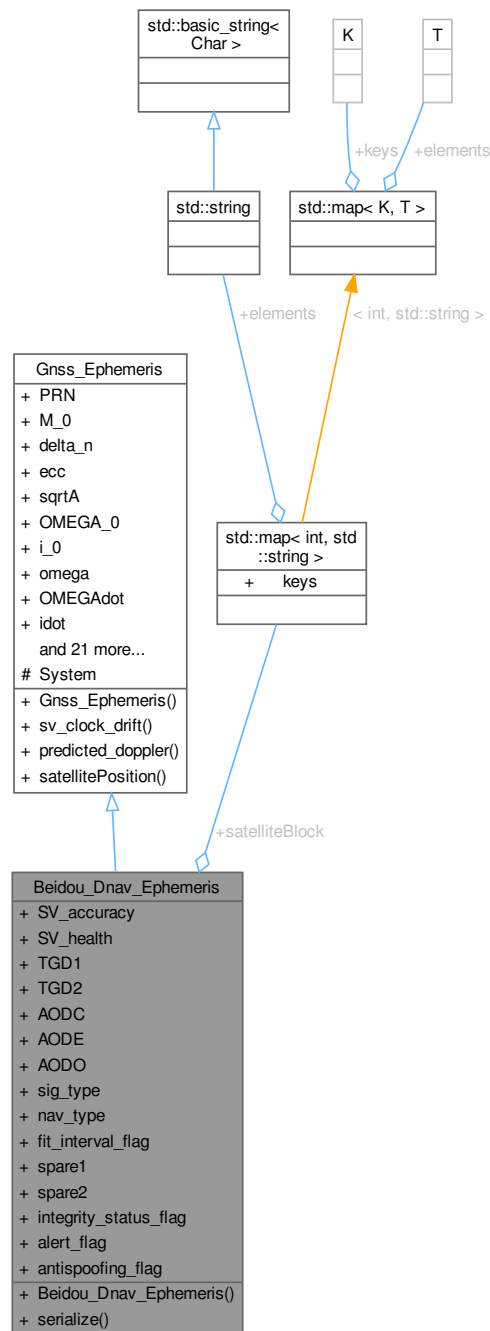 std::basic_string<
Char >
K
T
+keys
+elements
std::string
std::map< K, T >
+elements
< int, std::string >
Gnss_Ephemeris
+ PRN
+ M_0
+ delta_n
+ ecc
+ sqrtA
+ OMEGA_0
+ i_0
+ omega
+ OMEGAdot
+ idot
and 21 more...
# System
+ Gnss_Ephemeris()
+ sv_clock_drift()
+ predicted_doppler()
+ satellitePosition()
std::map< int, std
::string >
+ keys
+satelliteBlock
Beidou_Dnav_Ephemeris
+ SV_accuracy
+ SV_health
+ TGD1
+ TGD2
+ AODC
+ AODE
+ AODO
+ sig_type
+ nav_type
+ fit_interval_flag
+ spare1
+ spare2
+ integrity_status_flag
+ alert_flag
+ antispoofing_flag
+ Beidou_Dnav_Ephemeris()
+ serialize()